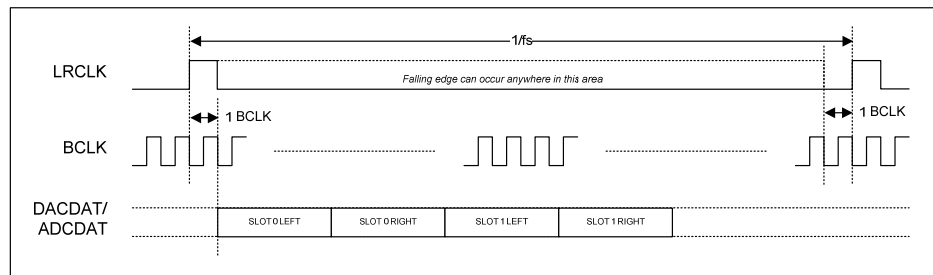 1/fs
LRCLK
Falling edge can occur anywhere in this area
1 BCLK
1 BCLK
BCLK
DACDAT/
ADCDAT
SLOT 0 LEFT
SLOT 0 RIGHT
SLOT 1 LEFT
SLOT 1 RIGHT